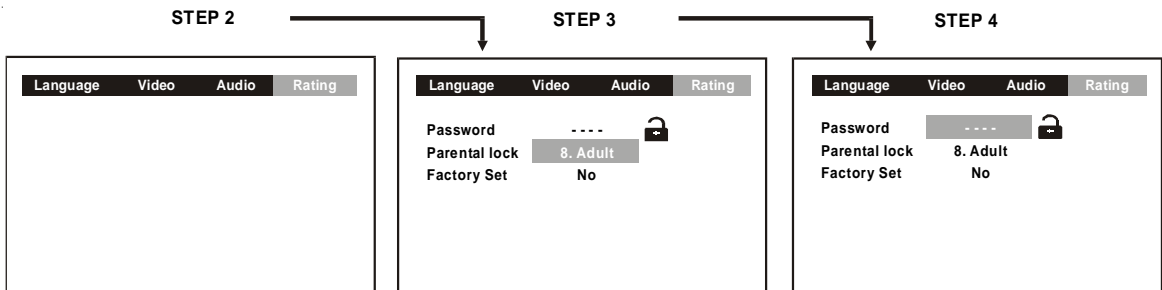 STEP 2 STEP 3 STEP 4
Language Video Audio Rating
Language Video Audio Rating
Password - - - -
Parental lock 8. Adult
Factory Set No
Language Video Audio Rating
Password - - - -
Parental lock 8. Adult
Factory Set No